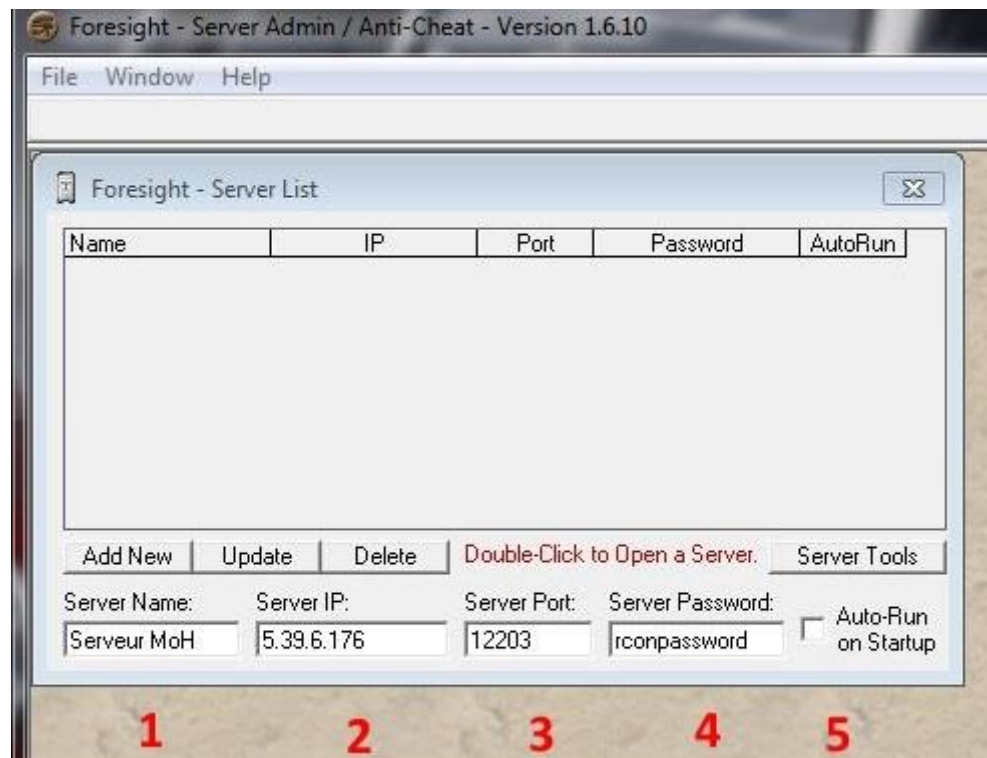 Foresight - Server Admin / Anti-Cheat - Version 1.6.10
File Window Help
Foresight - Server List
Name IP Port Password AutoRun
Add New Update Delete Double-Click to Open a Server. Server Tools
Server Name: Server IP: Server Port: Server Password: Auto-Run
Serveur MoH 5.39.6.176 12203 rconpassword on Startup
1 2 3 4 5